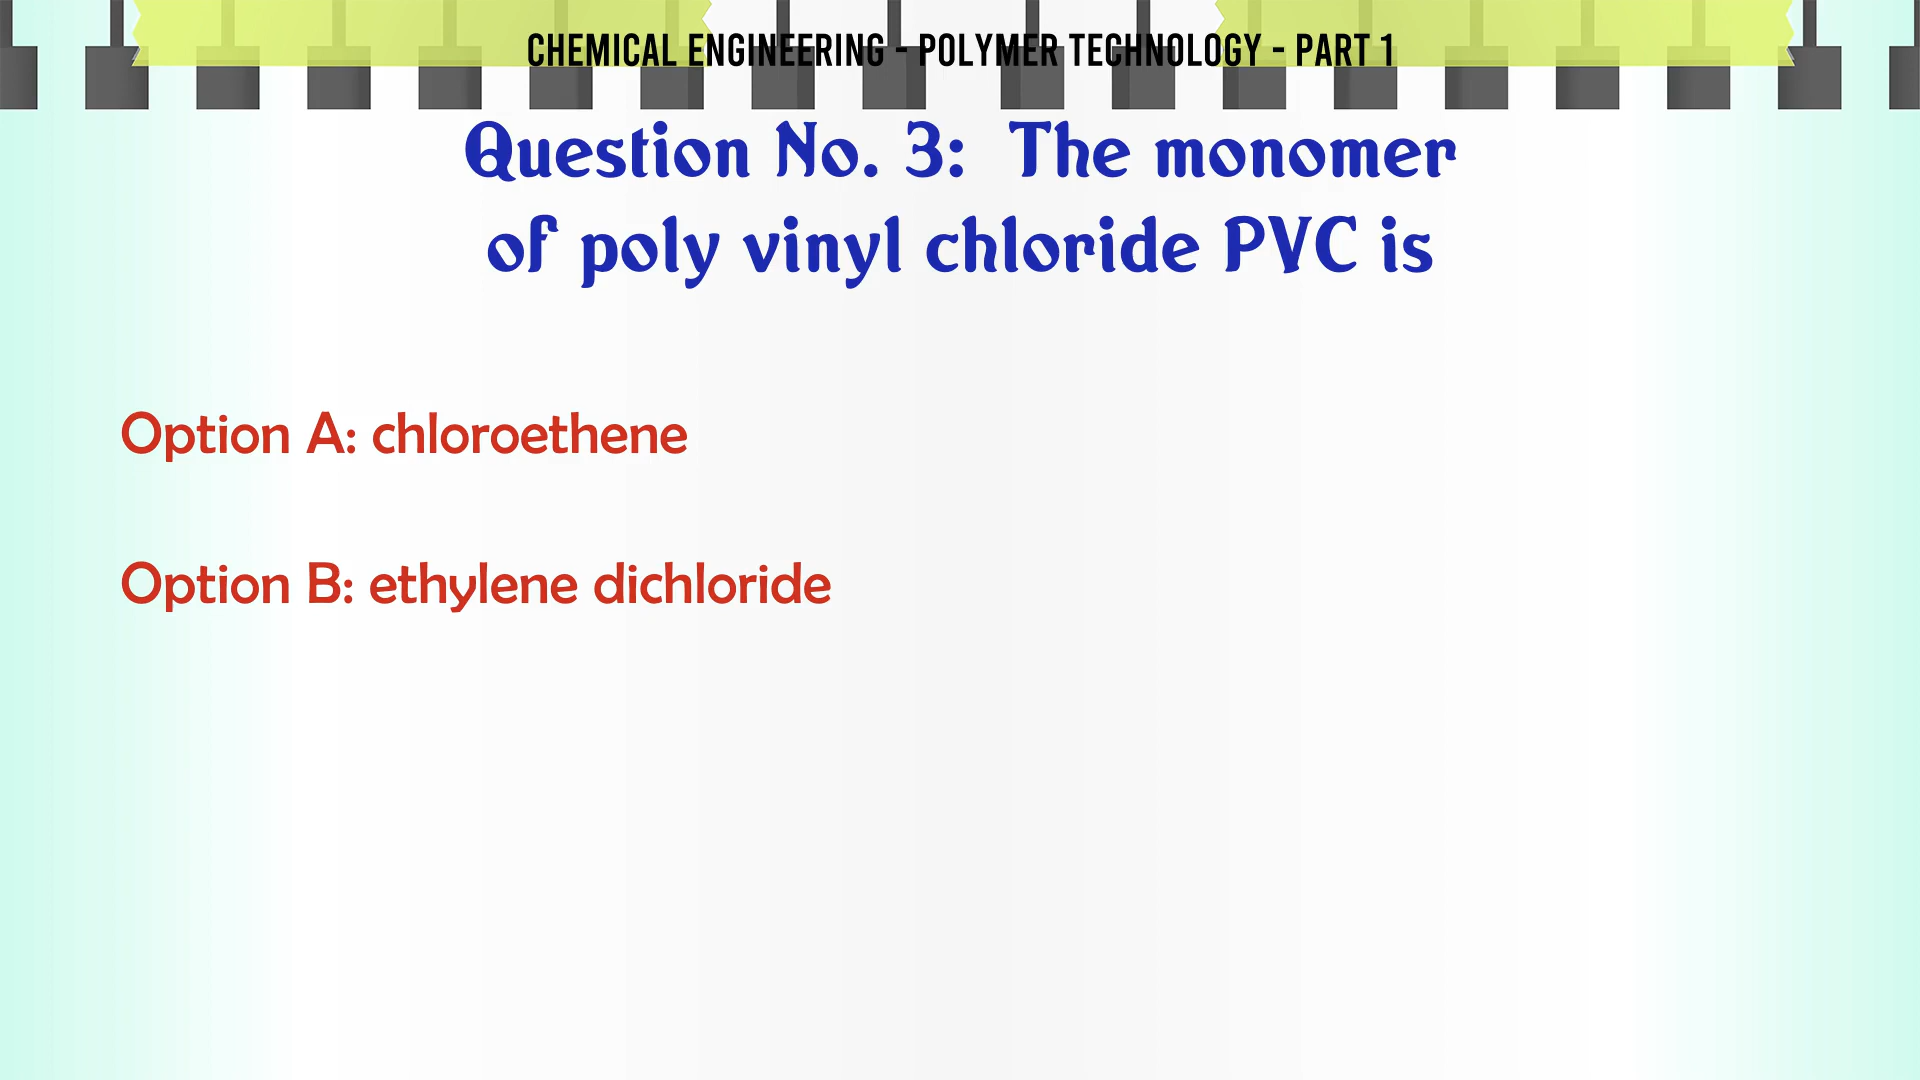 CHEMICAL ENGINEERING - POLYMER TECHNOLOGY - PART 1
Question No. 3: The monomer
of poly vinyl chloride PVC is
Option A: chloroethene
Option B: ethylene dichloride